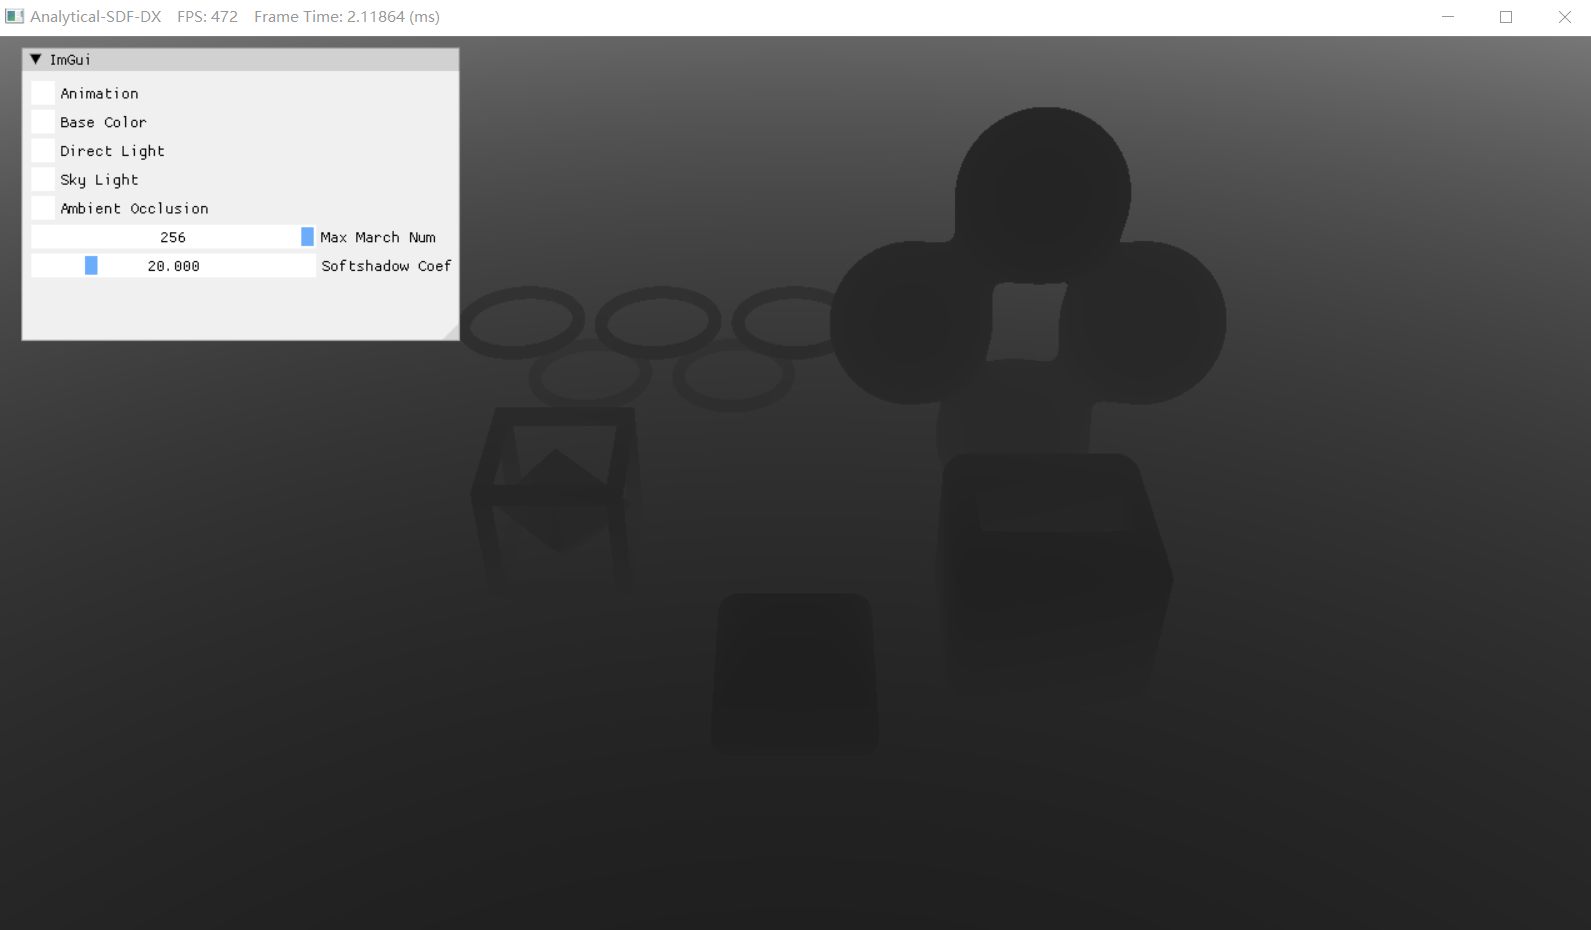 Analytical-SDF-DX    FPS: 472    Frame Time: 2.11864 (ms)
ImGui
Animation
Base Color
Direct Light
Sky Light
Ambient Occlusion
256 Max March Num
20.000 Softshadow Coef